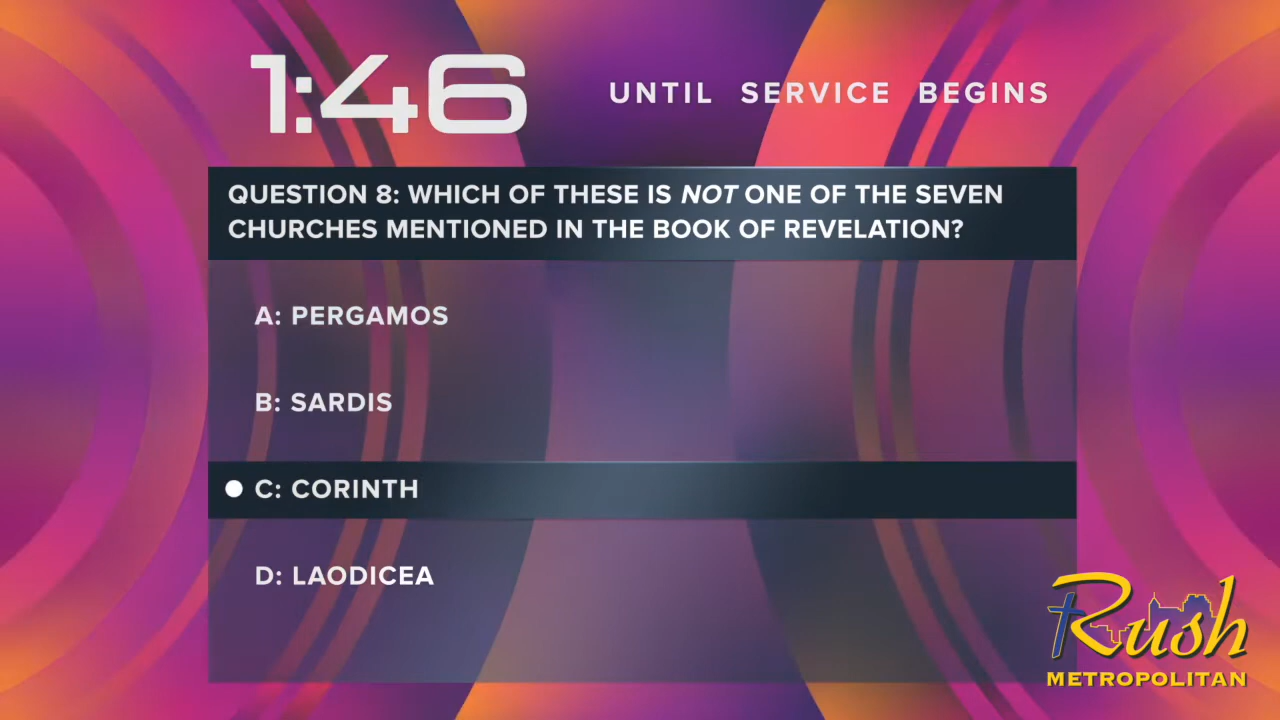 1:46
UNTIL SERVICE BEGINS
QUESTION 8: WHICH OF THESE IS NOT ONE OF THE SEVEN
CHURCHES MENTIONED IN THE BOOK OF REVELATION?
A: PERGAMOS
B: SARDIS
C: CORINTH
D: LAODICEA
Rush
METROPOLITAN